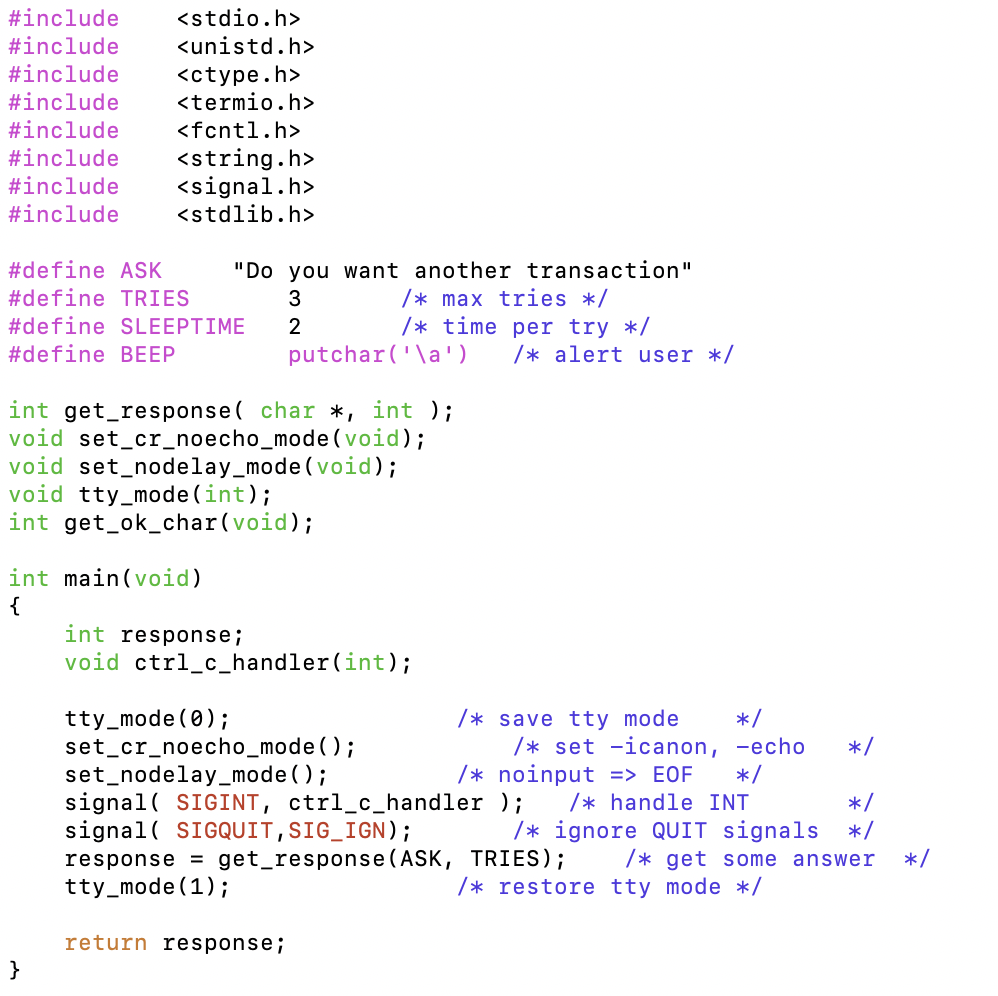 #include    <stdio.h>
#include    <unistd.h>
#include    <ctype.h>
#include    <termio.h>
#include    <fcntl.h>
#include    <string.h>
#include    <signal.h>
#include    <stdlib.h>

#define ASK     "Do you want another transaction"
#define TRIES       3       /* max tries */
#define SLEEPTIME   2       /* time per try */
#define BEEP        putchar('\a')   /* alert user */

int get_response( char *, int );
void set_cr_noecho_mode(void);
void set_nodelay_mode(void);
void tty_mode(int);
int get_ok_char(void);

int main(void)
{
    int response;
    void ctrl_c_handler(int);

    tty_mode(0);                /* save tty mode    */
    set_cr_noecho_mode();           /* set -icanon, -echo   */
    set_nodelay_mode();         /* noinput => EOF   */
    signal( SIGINT, ctrl_c_handler );   /* handle INT       */
    signal( SIGQUIT,SIG_IGN);       /* ignore QUIT signals  */
    response = get_response(ASK, TRIES);    /* get some answer  */
    tty_mode(1);                /* restore tty mode */

    return response;
}